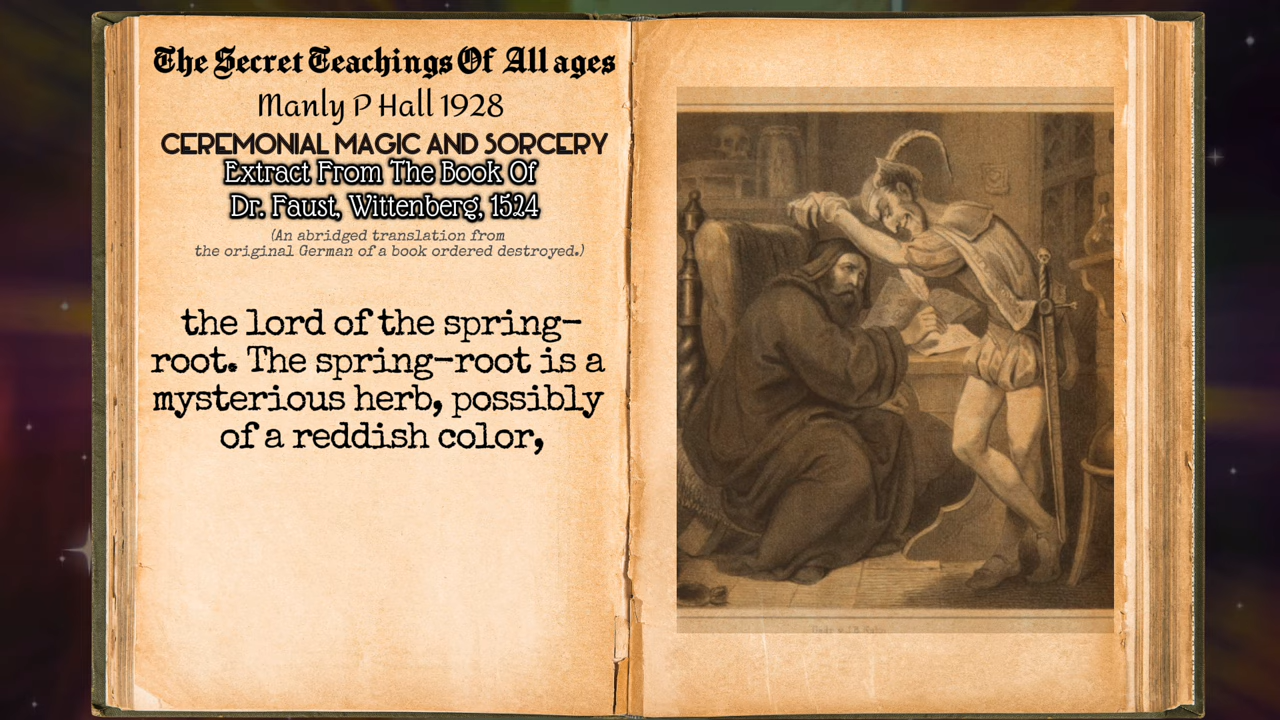 The Secret Teachings Of All ages
Manly P Hall 1928
CEREMONIAL MAGIC AND SORCERY
Extract From The Book Of
Dr. Faust, Wittenberg, 1524
(An abridged translation from
the original German of a book ordered destroyed.)
the lord of the spring-
root. The spring-root is a
mysterious herb, possibly
of a reddish color,